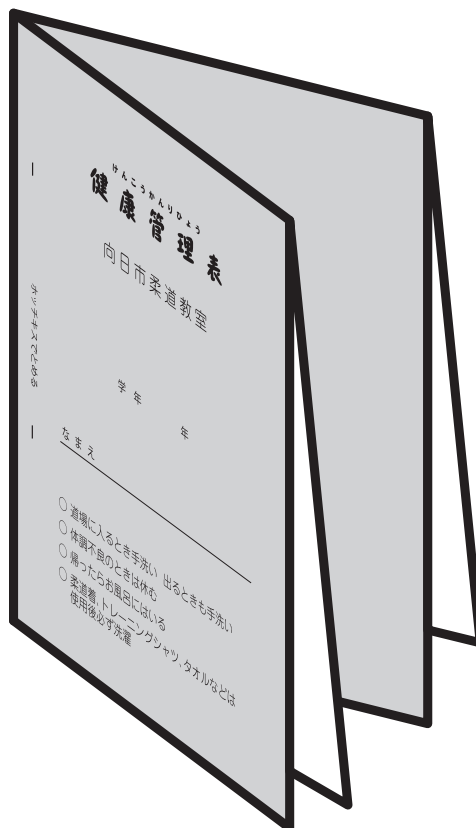 けんこうかんりひょう
健康管理表
向日市柔道教室
ホッチキスでとめる
学年 年
なまえ
○ 道場に入るとき手洗い 出るときも手洗い
○ 体調不良のときは休む
○ 帰ったらお風呂にはいる
○ 柔道着、トレーニングシャツ、タオルなどは
使用後必ず洗濯